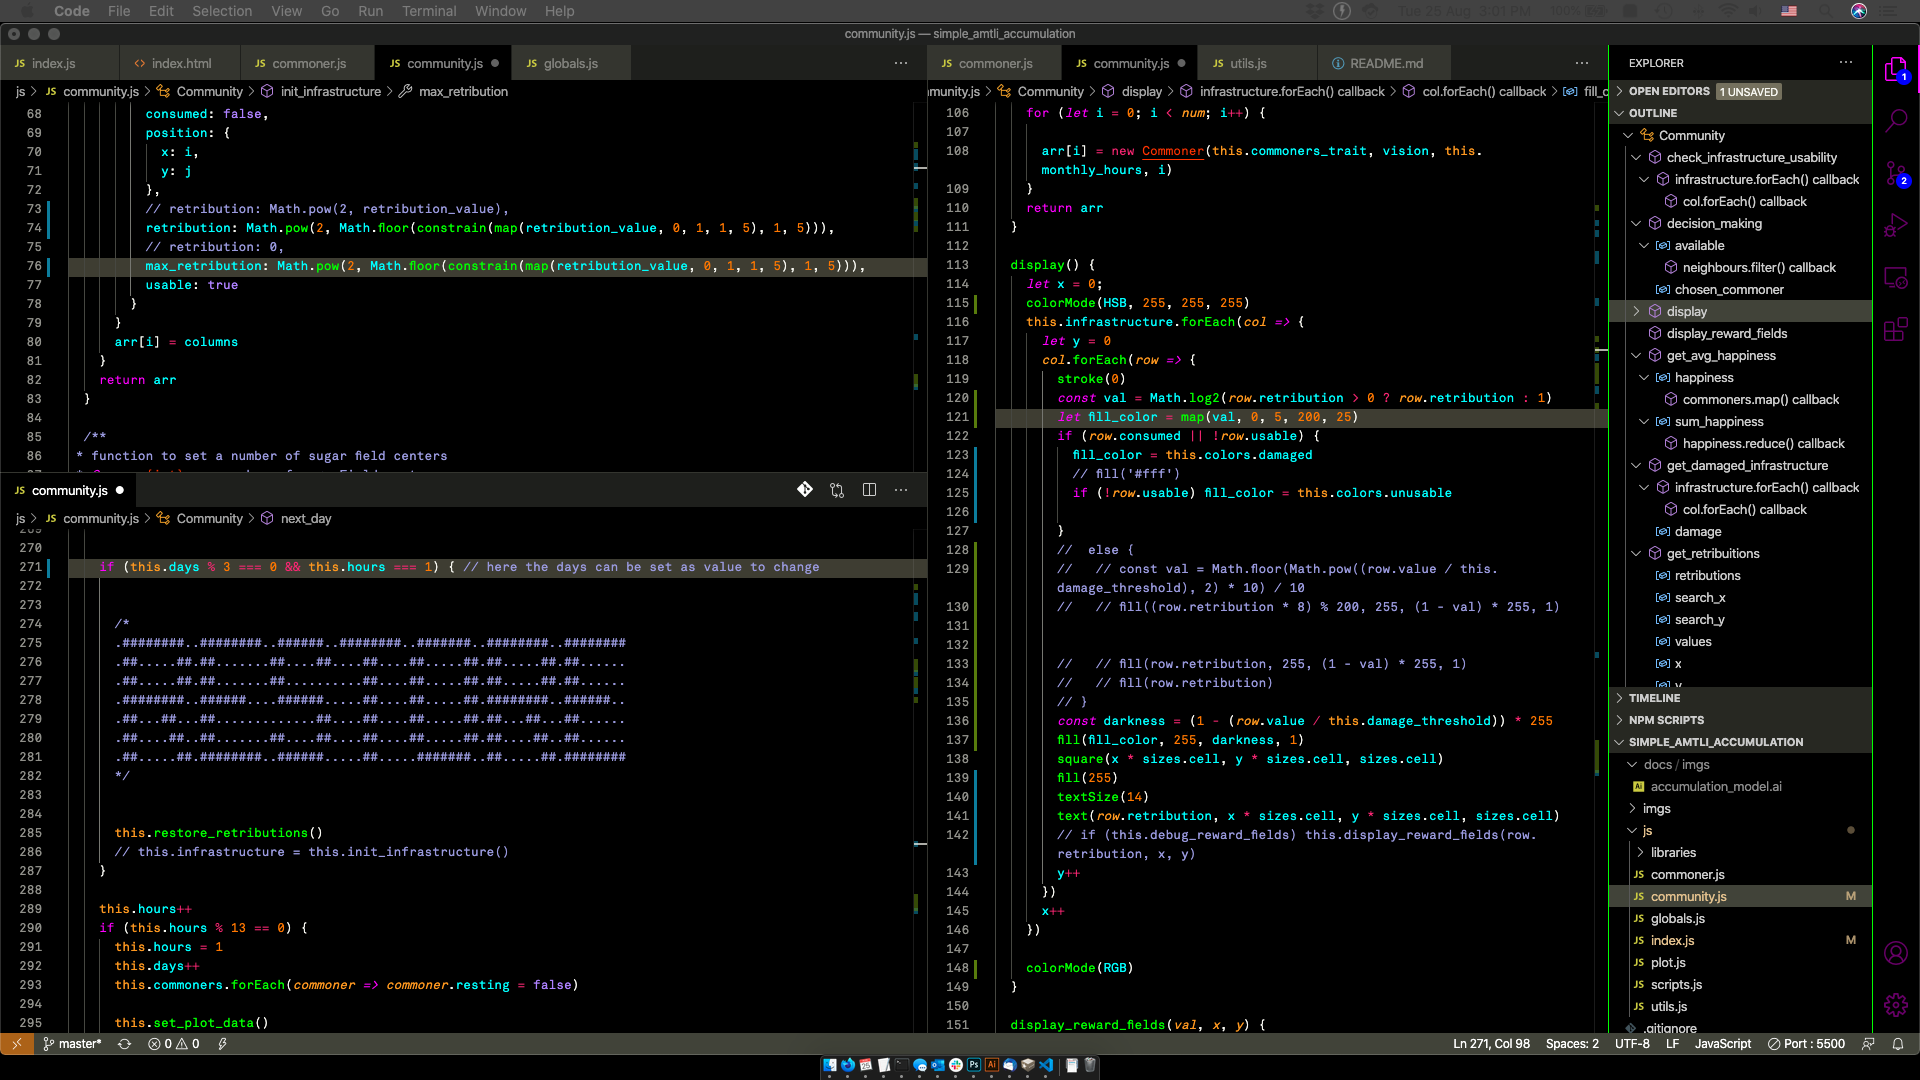 Code File Edit Selection View Go Run Terminal Window Help
Tue 26 Aug 3:01 PM
community.js — simple_amtli_accumulation
JS index.js
<> index.html
JS commoner.js
JS community.js
JS globals.js
js > JS community.js > Community > init_infrastructure > max_retribution
68 consumed: false,
69 position: {
70 x: i,
71 y: j
72 },
73 // retribution: Math.pow(2, retribution_value),
74 retribution: Math.pow(2, Math.floor(constrain(map(retribution_value, 0, 1, 1, 5), 1, 5))),
75 // retribution: 0,
76 max_retribution: Math.pow(2, Math.floor(constrain(map(retribution_value, 0, 1, 1, 5), 1, 5))),
77 usable: true
78 }
79 }
80 arr[i] = columns
81 }
82 return arr
83 }
84
85 /**
86 * function to set a number of sugar field centers
JS community.js
js > JS community.js > Community > next_day
270
271 if (this.days % 3 === 0 && this.hours === 1) { // here the days can be set as value to change
272
273
274 /*
275 .########..########..######..########..#######..########..########
276 .##.....##.##.......##....##....##....##.....##.##.....##.##......
277 .##.....##.##.......##..........##....##.....##.##.....##.##......
278 .########..######....######.....##....##.....##.########..######..
279 .##...##...##.............##....##....##.....##.##...##...##......
280 .##....##..##.......##....##....##....##.....##.##....##..##......
281 .##.....##.########..######.....##.....#######..##.....##.########
282 */
283
284
285 this.restore_retributions()
286 // this.infrastructure = this.init_infrastructure()
287 }
288
289 this.hours++
290 if (this.hours % 13 == 0) {
291 this.hours = 1
292 this.days++
293 this.commoners.forEach(commoner => commoner.resting = false)
294
295 this.set_plot_data()
JS commoner.js
JS community.js
JS utils.js
README.md
mmunity.js > Community > display > infrastructure.forEach() callback > col.forEach() callback > fill_c
106 for (let i = 0; i < num; i++) {
107
108 arr[i] = new Commoner(this.commoners_trait, vision, this.
monthly_hours, i)
109 }
110 return arr
111 }
112
113 display() {
114 let x = 0;
115 colorMode(HSB, 255, 255, 255)
116 this.infrastructure.forEach(col => {
117 let y = 0
118 col.forEach(row => {
119 stroke(0)
120 const val = Math.log2(row.retribution > 0 ? row.retribution : 1)
121 let fill_color = map(val, 0, 5, 200, 25)
122 if (row.consumed || !row.usable) {
123 fill_color = this.colors.damaged
124 // fill('#fff')
125 if (!row.usable) fill_color = this.colors.unusable
126
127 }
128 // else {
129 // // const val = Math.floor(Math.pow((row.value / this.
damage_threshold), 2) * 10) / 10
130 // // fill((row.retribution * 8) % 200, 255, (1 - val) * 255, 1)
131
132
133 // // fill(row.retribution, 255, (1 - val) * 255, 1)
134 // // fill(row.retribution)
135 // }
136 const darkness = (1 - (row.value / this.damage_threshold)) * 255
137 fill(fill_color, 255, darkness, 1)
138 square(x * sizes.cell, y * sizes.cell, sizes.cell)
139 fill(255)
140 textSize(14)
141 text(row.retribution, x * sizes.cell, y * sizes.cell, sizes.cell)
142 // if (this.debug_reward_fields) this.display_reward_fields(row.
retribution, x, y)
143 y++
144 })
145 x++
146 })
147
148 colorMode(RGB)
149 }
150
151 display_reward_fields(val, x, y) {
EXPLORER
OPEN EDITORS 1 UNSAVED
OUTLINE
Community
check_infrastructure_usability
infrastructure.forEach() callback
col.forEach() callback
decision_making
available
neighbours.filter() callback
chosen_commoner
display
display_reward_fields
get_avg_happiness
happiness
commoners.map() callback
sum_happiness
happiness.reduce() callback
get_damaged_infrastructure
infrastructure.forEach() callback
col.forEach() callback
damage
get_retribuitions
retributions
search_x
search_y
values
x
y
TIMELINE
NPM SCRIPTS
SIMPLE_AMTLI_ACCUMULATION
docs / imgs
Ai accumulation_model.ai
imgs
js
libraries
JS commoner.js
JS community.js M
JS globals.js
JS index.js M
JS plot.js
JS scripts.js
JS utils.js
.gitignore
1
2
master* 0 0
Ln 271, Col 98 Spaces: 2 UTF-8 LF JavaScript Port : 5500
Ps Ai